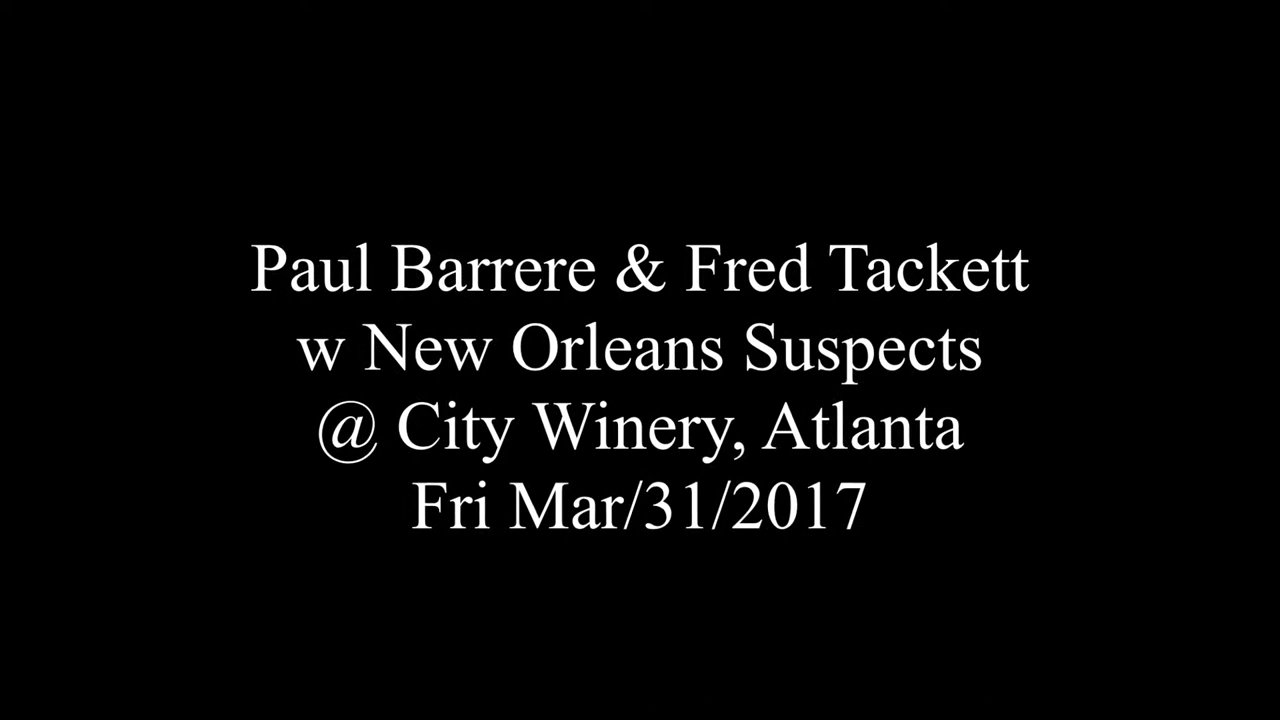 Paul Barrere & Fred Tackett
w New Orleans Suspects
@ City Winery, Atlanta
Fri Mar/31/2017